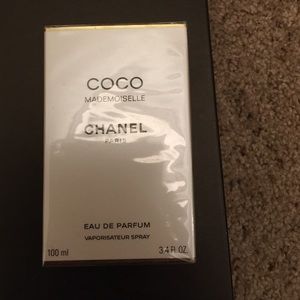 COCO
MADEMOISELLE
CHANEL
PARIS
EAU DE PARFUM
VAPORISATEUR SPRAY
100 ml 3.4 FL. OZ.